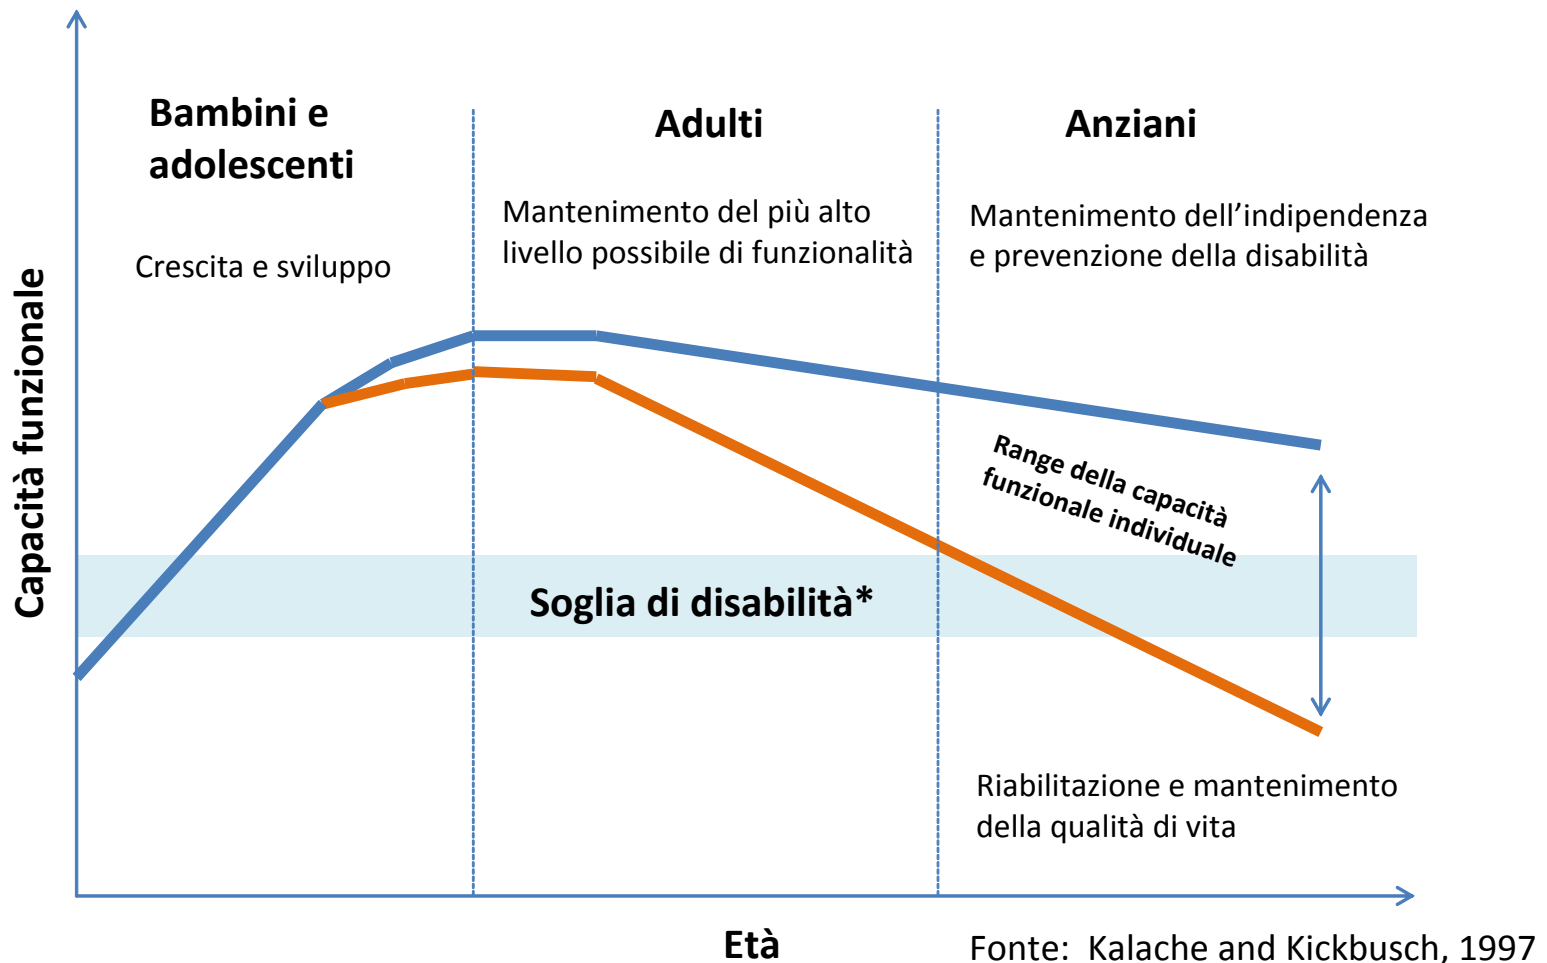 Bambini e
adolescenti
Adulti
Anziani
Crescita e sviluppo
Mantenimento del più alto
livello possibile di funzionalità
Mantenimento dell’indipendenza
e prevenzione della disabilità
Capacità funzionale
Range della capacità
funzionale individuale
Soglia di disabilità*
Riabilitazione e mantenimento
della qualità di vita
Età
Fonte:  Kalache and Kickbusch, 1997